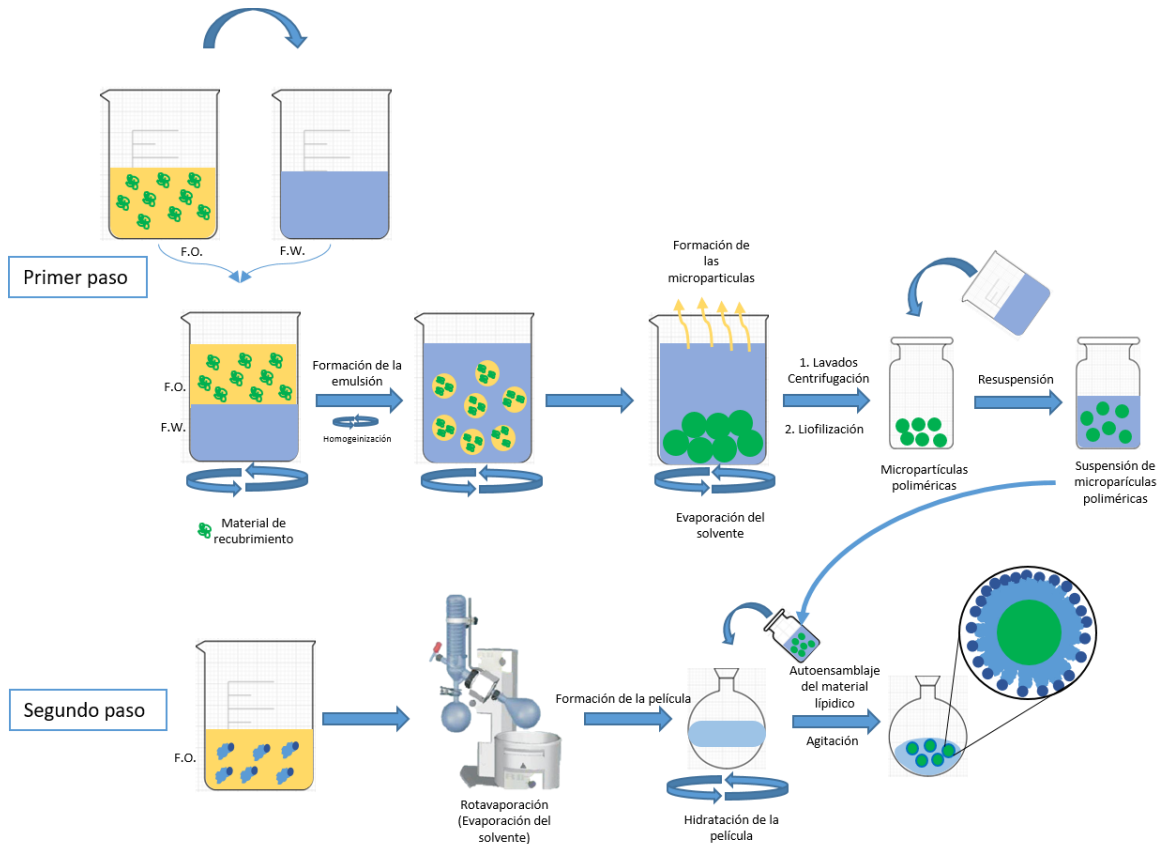 F.O.
F.W.
Primer paso
Formación de
las
microparticulas
F.O.
F.W.
Formación de la
emulsión
Homogeinización
1. Lavados
Centrifugación
2. Liofilización
Resuspensión
Micropartículas
poliméricas
Suspensión de
microparículas
poliméricas
Material de
recubrimiento
Evaporación del
solvente
Segundo paso
F.O.
Rotavaporación
(Evaporación del
solvente)
Formación de la película
Hidratación de la
película
Autoensamblaje
del material
lípidico
Agitación